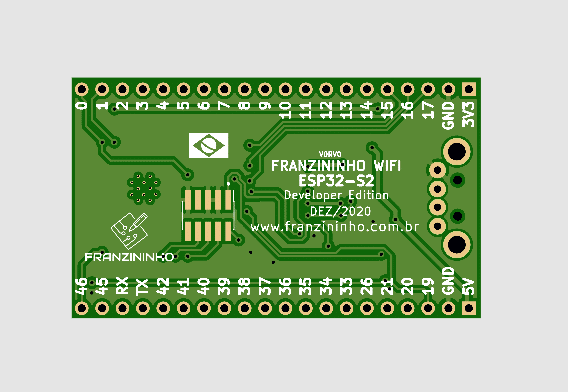 0 1 2 3 4 5 6 7 8 9 10 11 12 13 14 15 16 17 GND 3V3
VORVO
FRANZININHO WIFI
ESP32-S2
Developer Edition
DEZ/2020
www.franzininho.com.br
FRANZININHO
46 45 RX TX 42 41 40 39 38 37 36 35 34 33 26 21 20 19 GND 5V